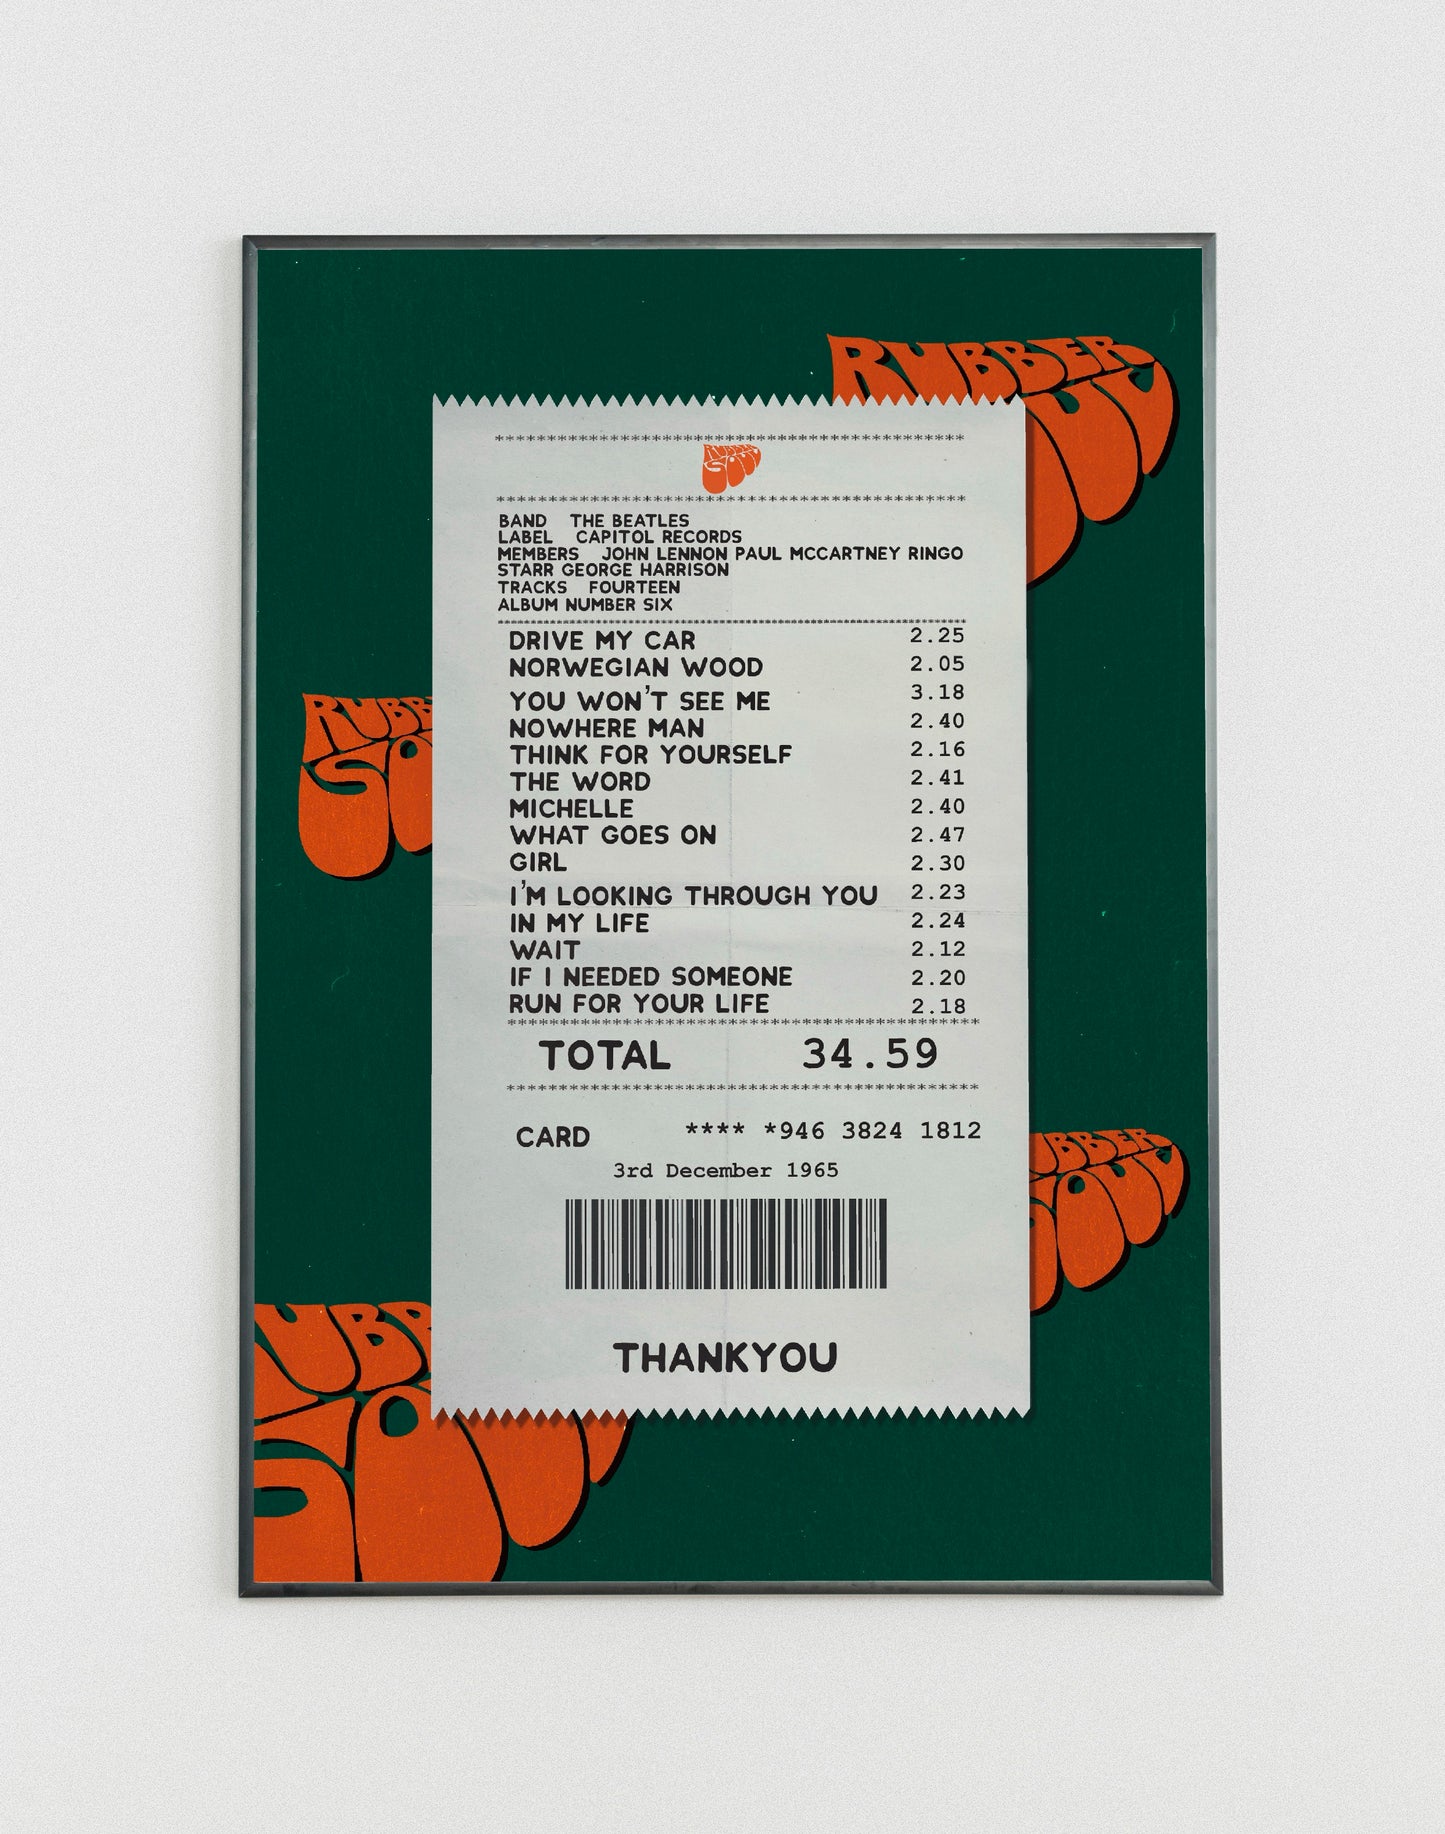 RUBBER SOUL
************************************
RUBBER SOUL
************************************
BAND THE BEATLES
LABEL CAPITOL RECORDS
MEMBERS JOHN LENNON PAUL MCCARTNEY RINGO
STARR GEORGE HARRISON
TRACKS FOURTEEN
ALBUM NUMBER SIX
DRIVE MY CAR 2.25
NORWEGIAN WOOD 2.05
YOU WON'T SEE ME 3.18
NOWHERE MAN 2.40
THINK FOR YOURSELF 2.16
THE WORD 2.41
MICHELLE 2.40
WHAT GOES ON 2.47
GIRL 2.30
I'M LOOKING THROUGH YOU 2.23
IN MY LIFE 2.24
WAIT 2.12
IF I NEEDED SOMEONE 2.20
RUN FOR YOUR LIFE 2.18
TOTAL 34.59
CARD **** *946 3824 1812
3rd December 1965
THANKYOU